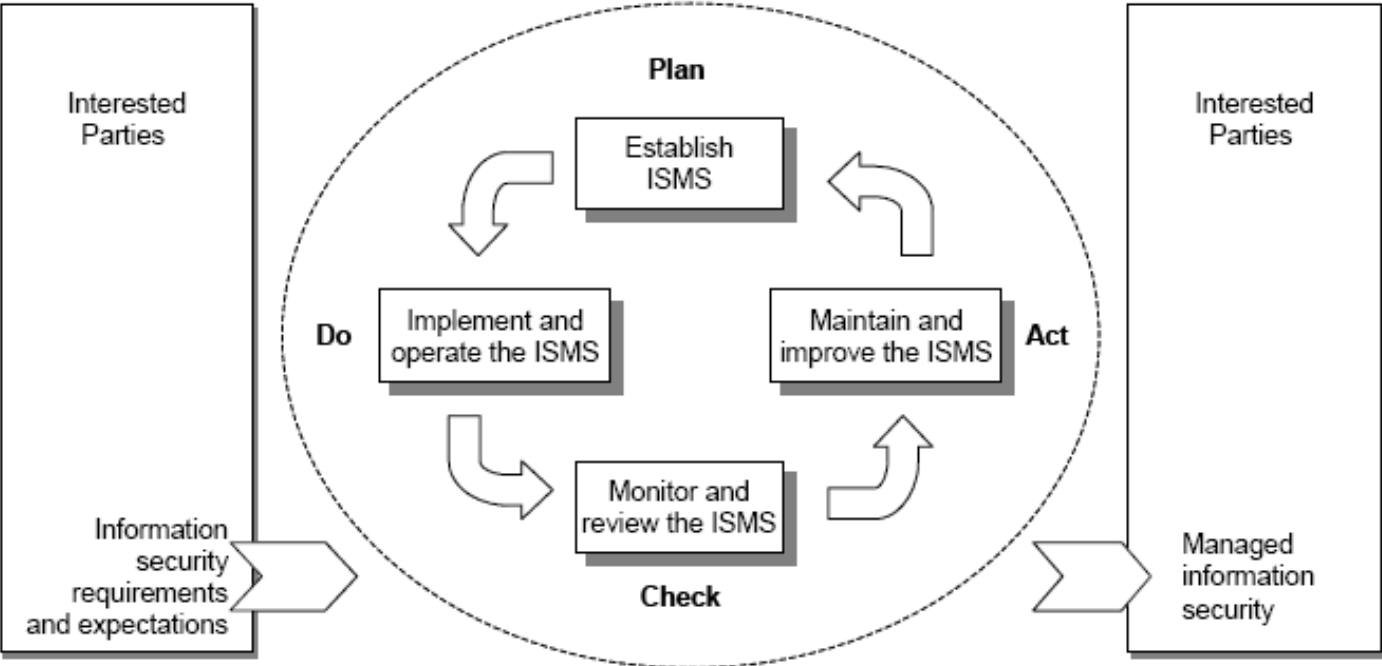 Interested
Parties
Information
security
requirements
and expectations
Plan
Establish
ISMS
Do
Implement and
operate the ISMS
Maintain and
improve the ISMS
Act
Monitor and
review the ISMS
Check
Interested
Parties
Managed
information
security